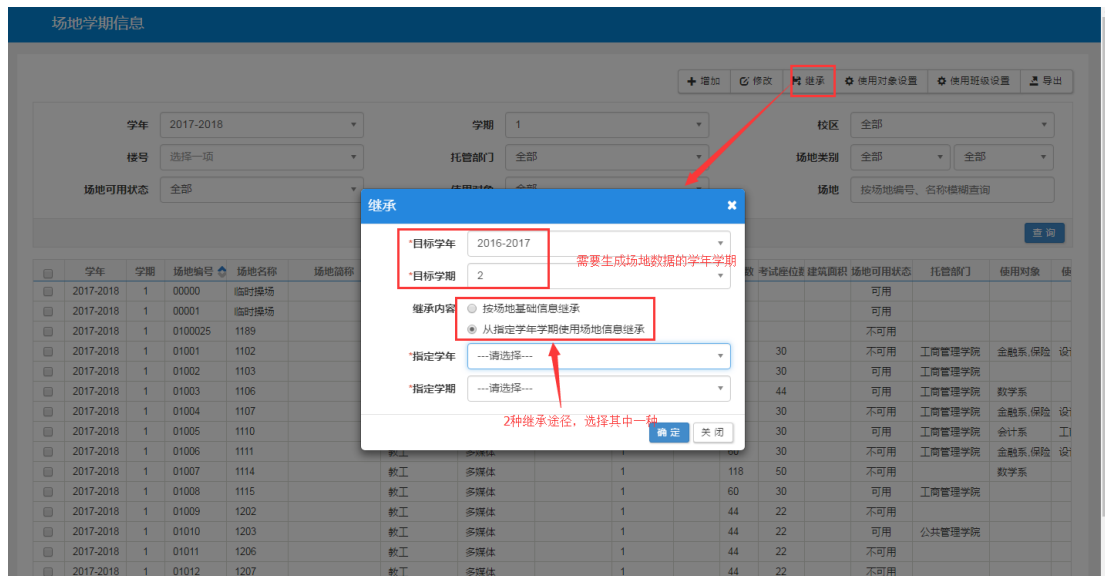 场地学期信息
增加 修改 继承 使用对象设置 使用班级设置 导出
学年 2017-2018 学期 1 校区 全部
楼号 选择一项 托管部门 全部 场地类别 全部 全部
场地可用状态 全部 使用对象 全部 场地 按场地编号、名称模糊查询
继承
查 询
*目标学年 2016-2017
需要生成场地数据的学年学期
*目标学期 2
学年 学期 场地编号 场地名称 场地简称 数 考试座位数 建筑面积 场地可用状态 托管部门 使用对象 使
2017-2018 1 00000 临时操场 可用
继承内容 按场地基础信息继承
2017-2018 1 00001 临时操场 可用
从指定学年学期使用场地信息继承
2017-2018 1 0100025 1189 不可用
*指定学年 ---请选择---
2017-2018 1 01001 1102 30 不可用 工商管理学院 金融系,保险 设
2017-2018 1 01002 1103 30 可用 工商管理学院
*指定学期 ---请选择---
2017-2018 1 01003 1106 44 可用 工商管理学院 数学系
2017-2018 1 01004 1107 30 不可用 工商管理学院 金融系,保险 设
2种继承途径，选择其中一种
确 定 关 闭
2017-2018 1 01005 1110 30 可用 工商管理学院 会计系 工
2017-2018 1 01006 1111 教工 多媒体 1 60 30 不可用 工商管理学院 金融系,保险 设
2017-2018 1 01007 1114 教工 多媒体 1 118 50 不可用 数学系
2017-2018 1 01008 1115 教工 多媒体 1 60 30 可用 工商管理学院
2017-2018 1 01009 1202 教工 多媒体 1 44 22 不可用
2017-2018 1 01010 1203 教工 多媒体 1 44 22 可用 公共管理学院
2017-2018 1 01011 1206 教工 多媒体 1 44 22 不可用
2017-2018 1 01012 1207 教工 多媒体 1 44 22 不可用